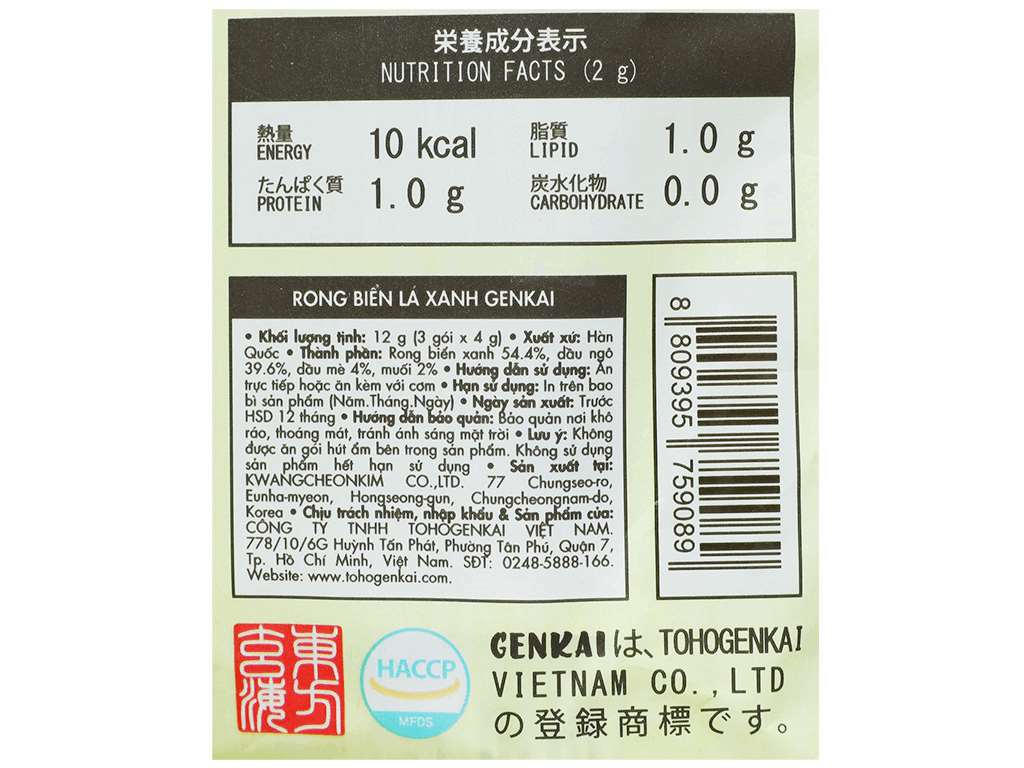 栄養成分表示
NUTRITION FACTS (2 g)
熱量
ENERGY
10 kcal
脂質
LIPID
1.0 g
たんぱく質
PROTEIN
1.0 g
炭水化物
CARBOHYDRATE
0.0 g
RONG BIỂN LÁ XANH GENKAI
• Khối lượng tịnh: 12 g (3 gói x 4 g) • Xuất xứ: Hàn
Quốc • Thành phần: Rong biển xanh 54.4%, dầu ngô
39.6%, dầu mè 4%, muối 2% • Hướng dẫn sử dụng: Ăn
trực tiếp hoặc ăn kèm với cơm • Hạn sử dụng: In trên bao
bì sản phẩm (Năm.Tháng.Ngày) • Ngày sản xuất: Trước
HSD 12 tháng • Hướng dẫn bảo quản: Bảo quản nơi khô
ráo, thoáng mát, tránh ánh sáng mặt trời • Lưu ý: Không
được ăn gói hút ẩm bên trong sản phẩm. Không sử dụng
sản phẩm hết hạn sử dụng • Sản xuất tại:
KWANGCHEONKIM CO.,LTD. 77 Chungseo-ro,
Eunha-myeon, Hongseong-gun, Chungcheongnam-do,
Korea • Chịu trách nhiệm, nhập khẩu & Sản phẩm của:
CÔNG TY TNHH TOHOGENKAI VIỆT NAM.
778/10/6G Huỳnh Tấn Phát, Phường Tân Phú, Quận 7,
Tp. Hồ Chí Minh, Việt Nam. SĐT: 0248-5888-166.
Website: www.tohogenkai.com.
8 809395 759089
東方
玄海
HACCP
MFDS
GENKAIは、TOHOGENKAI
VIETNAM CO.,LTD
の登録商標です。